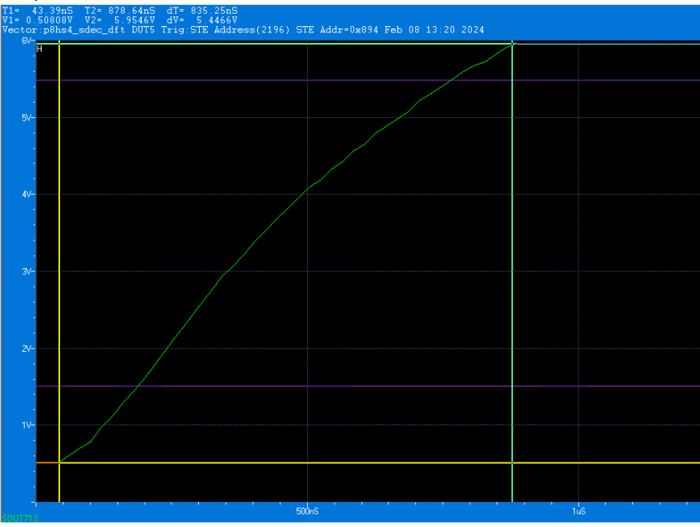 T1=  43.39nS  T2= 878.64nS  dT= 835.25nS
V1= 0.50808V  V2=  5.9546V  dV=  5.4466V
Vector:p8hs4_sdec_dft DUT5 Trig:STE Address(2196) STE Addr=0x894 Feb 08 13:20 2024
6V
H
5V
4V
3V
2V
1V
500nS
1uS
SOUT713